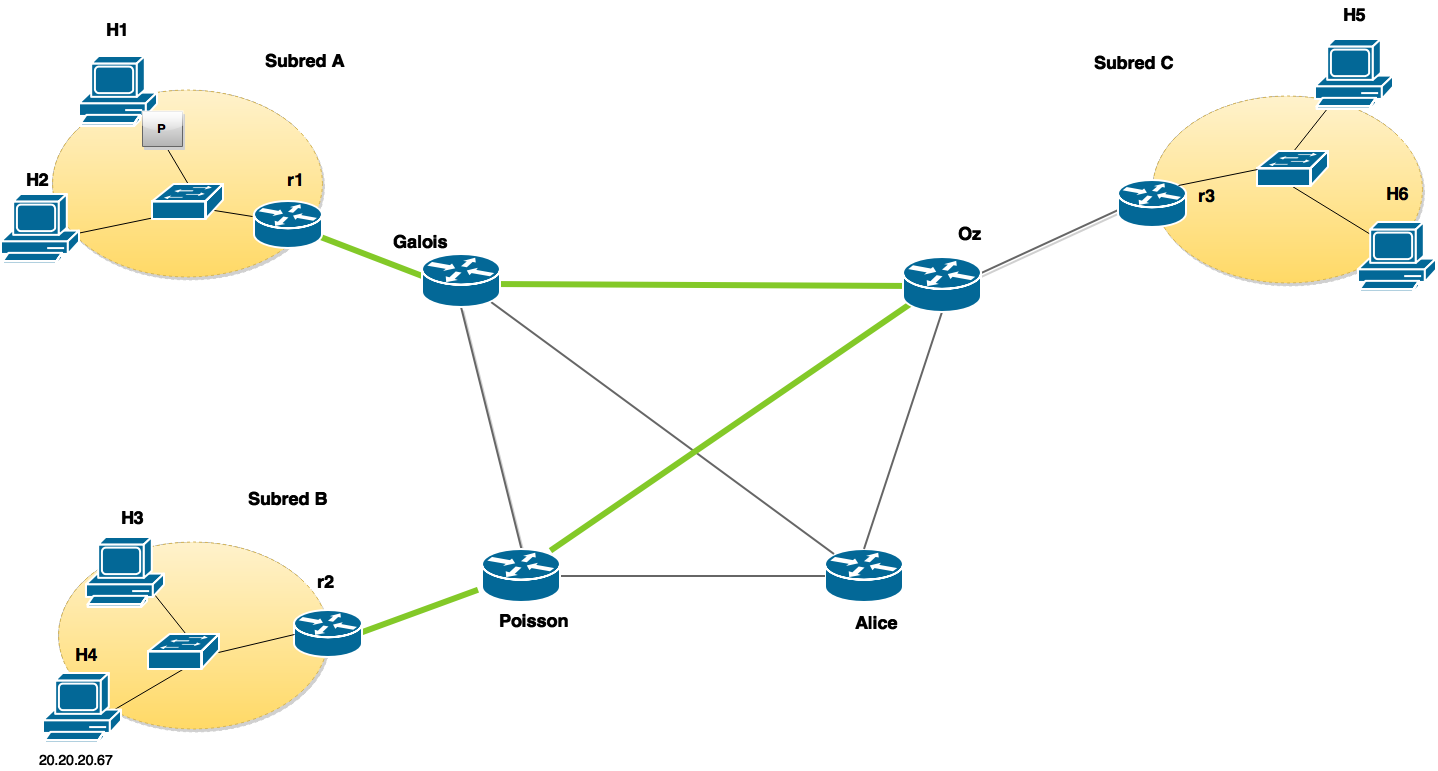 H1
Subred A
P
H2
r1
Galois
H5
Subred C
H6
r3
Oz
Subred B
H3
r2
H4
20.20.20.67
Poisson
Alice